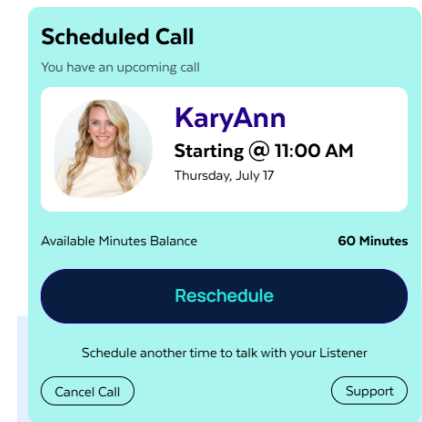 Scheduled Call
You have an upcoming call
KaryAnn
Starting @ 11:00 AM
Thursday, July 17
Available Minutes Balance 60 Minutes
Reschedule
Schedule another time to talk with your Listener
Cancel Call Support